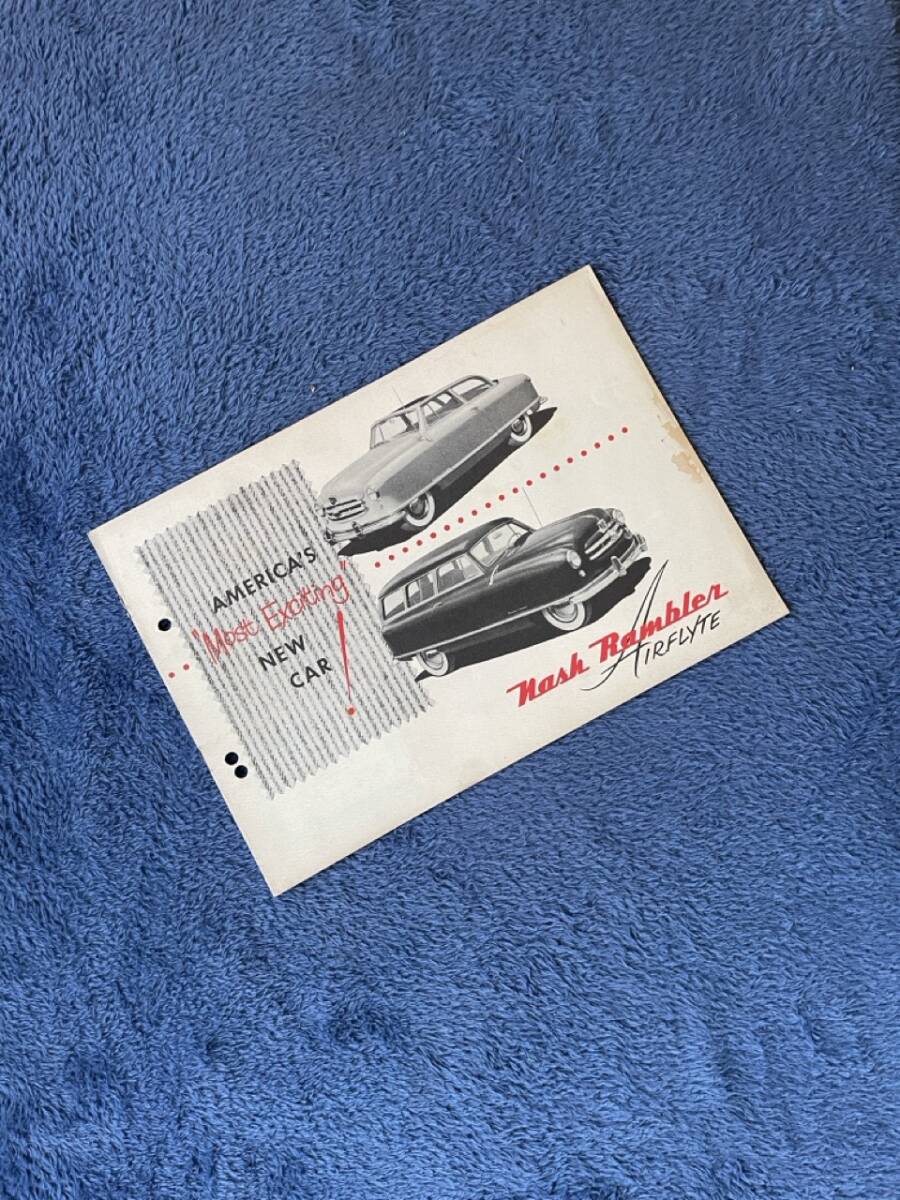 AMERICA'S
"Most Exciting"
NEW
CAR!
Nash Rambler
AIRFLYTE